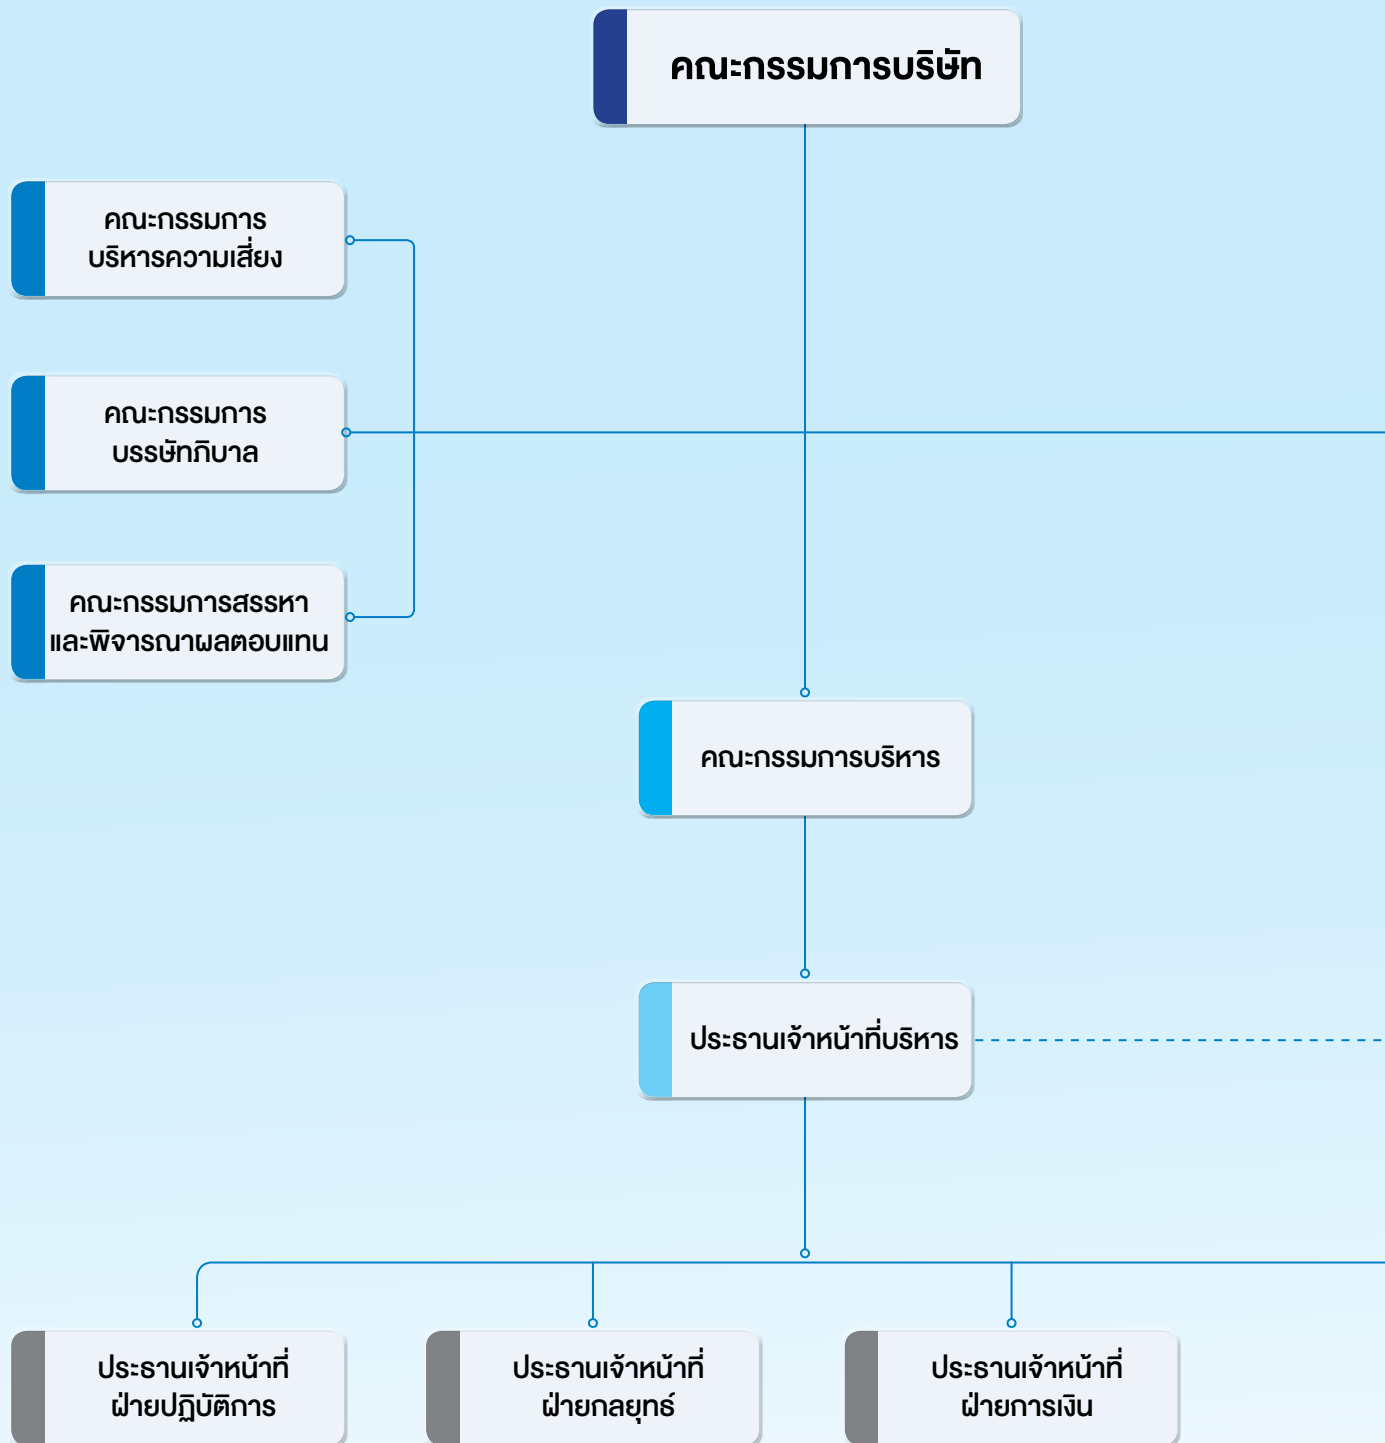 คณะกรรมการบริษัท
คณะกรรมการ
บริหารความเสี่ยง
คณะกรรมการ
บรรษัทภิบาล
คณะกรรมการสรรหา
และพิจารณาผลตอบแทน
คณะกรรมการบริหาร
ประธานเจ้าหน้าที่บริหาร
ประธานเจ้าหน้าที่
ฝ่ายปฏิบัติการ
ประธานเจ้าหน้าที่
ฝ่ายกลยุทธ์
ประธานเจ้าหน้าที่
ฝ่ายการเงิน